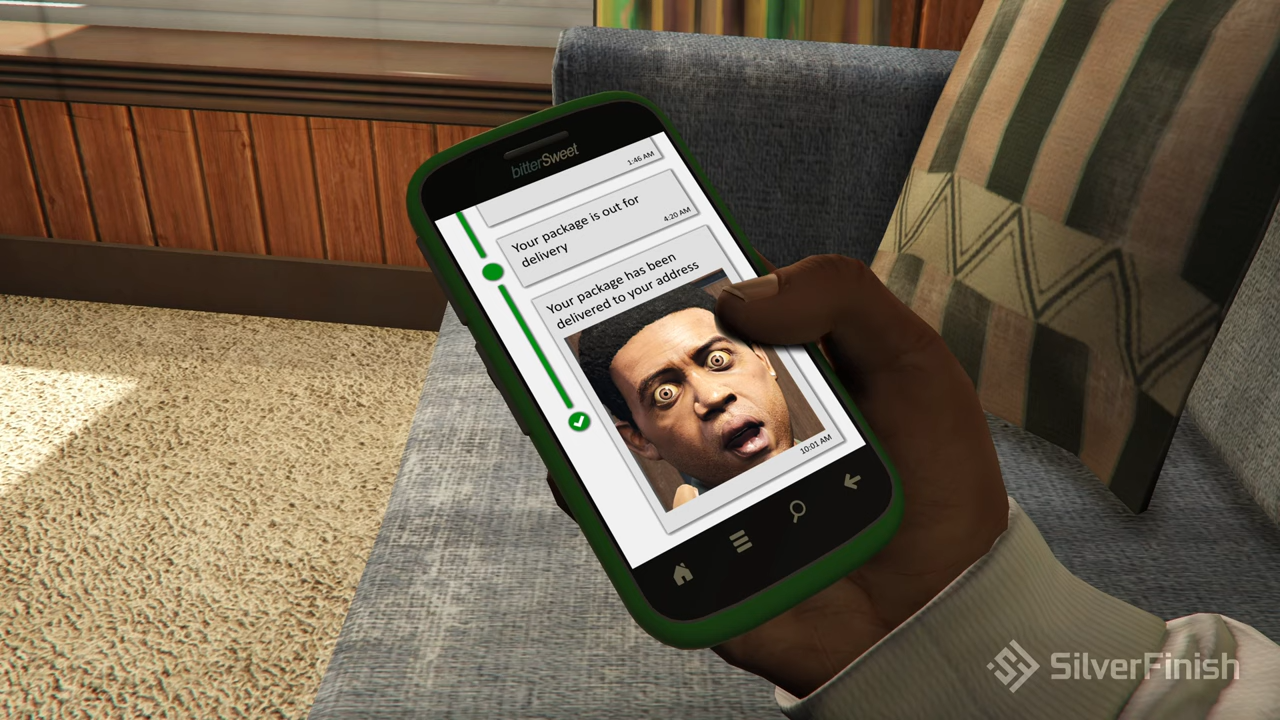 bitterSweet
1:46 AM
Your package is out for
delivery
4:20 AM
Your package has been
delivered to your address
10:01 AM
SilverFinish